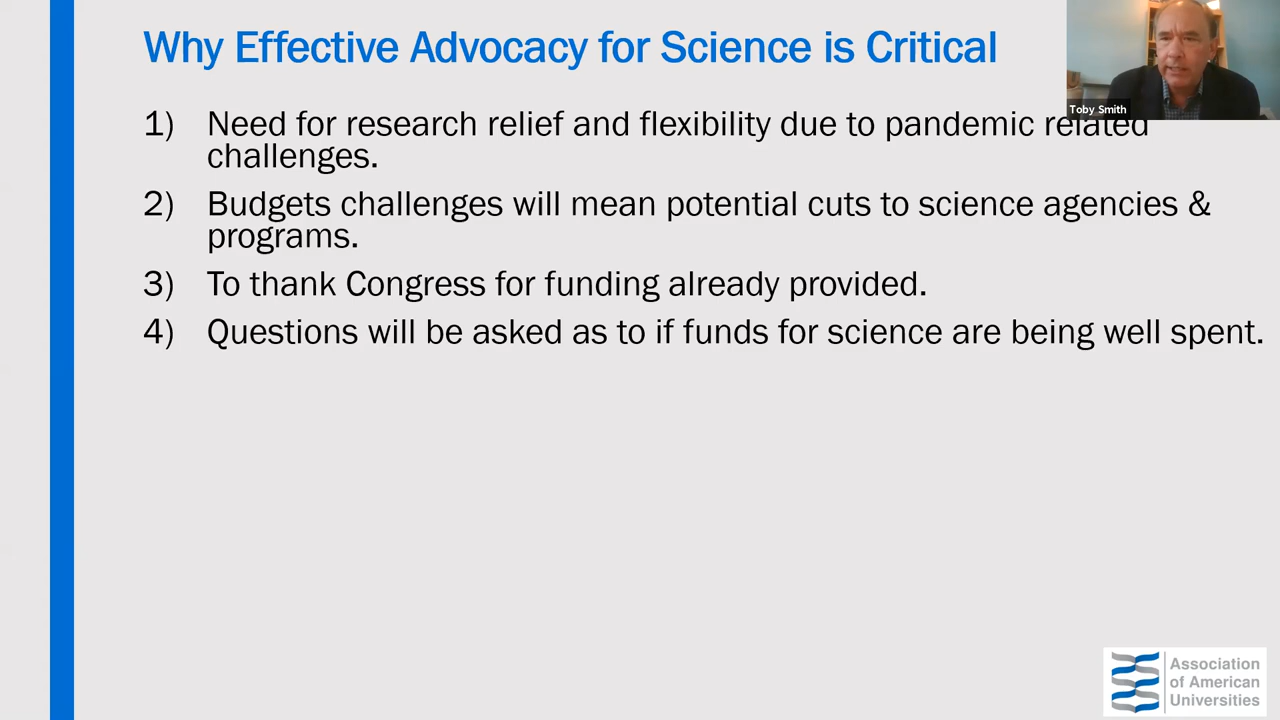 Why Effective Advocacy for Science is Critical
Toby Smith
1) Need for research relief and flexibility due to pandemic related
challenges.
2) Budgets challenges will mean potential cuts to science agencies &
programs.
3) To thank Congress for funding already provided.
4) Questions will be asked as to if funds for science are being well spent.
Association
of American
Universities